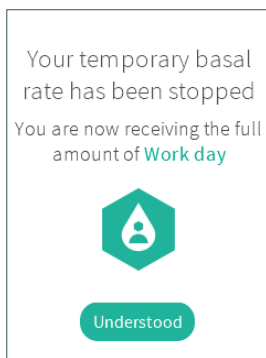 Your temporary basal
rate has been stopped
You are now receiving the full
amount of Work day
Understood